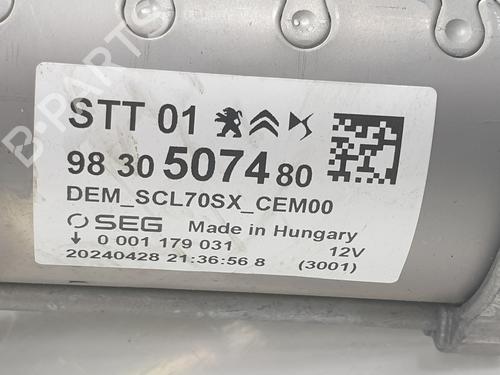 B-PARTS
STT 01
98 30 5074 80
DEM_SCL70SX_CEM00
SEG Made in Hungary
0 001 179 031 12V
20240428 21:36:56 8 (3001)